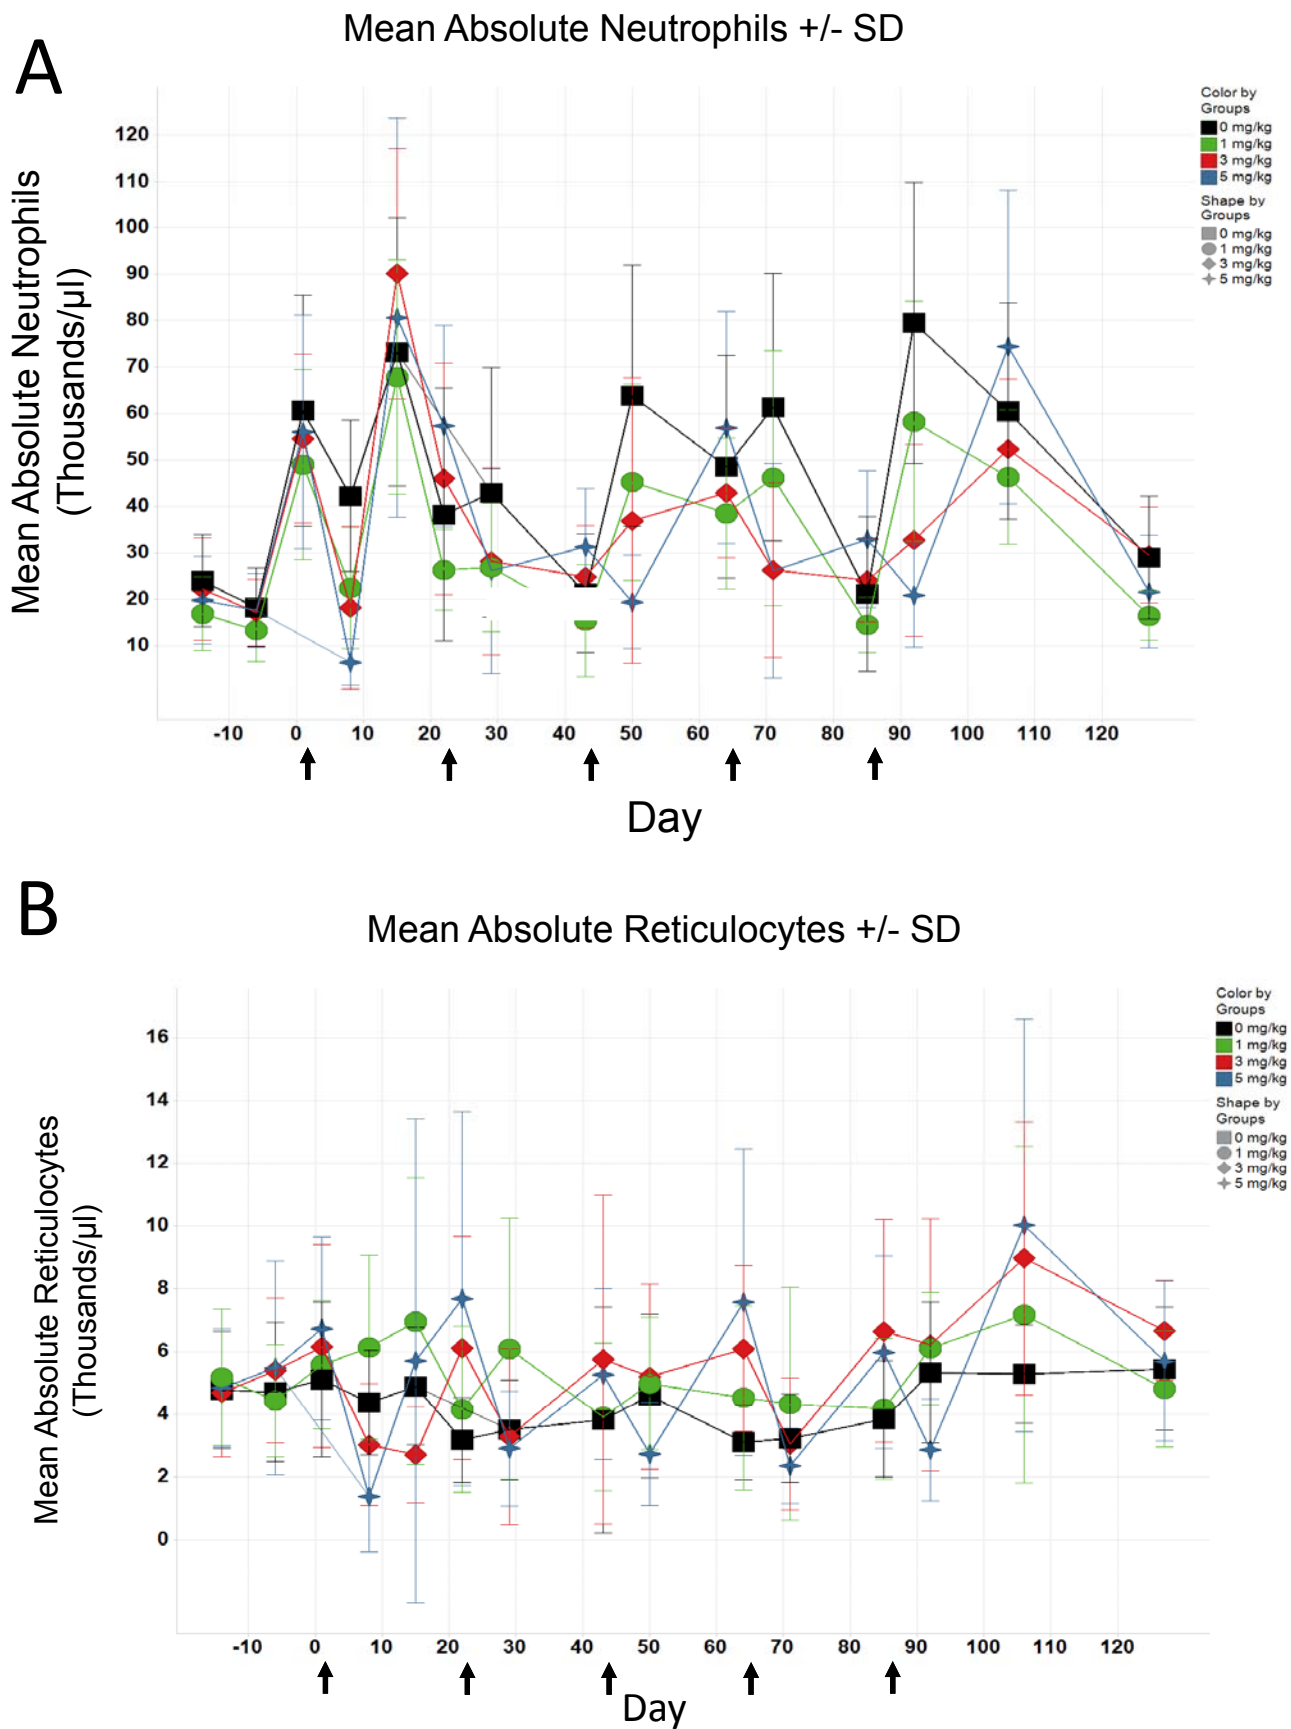 Mean Absolute Neutrophils +/- SD
A
Mean Absolute Neutrophils
(Thousands/µl)
120
110
100
90
80
70
60
50
40
30
20
10
-10 0 10 20 30 40 50 60 70 80 90 100 110 120
Day
Color by
Groups
0 mg/kg
1 mg/kg
3 mg/kg
5 mg/kg
Shape by
Groups
0 mg/kg
1 mg/kg
3 mg/kg
5 mg/kg
B
Mean Absolute Reticulocytes +/- SD
Mean Absolute Reticulocytes
(Thousands/µl)
16
14
12
10
8
6
4
2
0
-10 0 10 20 30 40 50 60 70 80 90 100 110 120
Day
Color by
Groups
0 mg/kg
1 mg/kg
3 mg/kg
5 mg/kg
Shape by
Groups
0 mg/kg
1 mg/kg
3 mg/kg
5 mg/kg